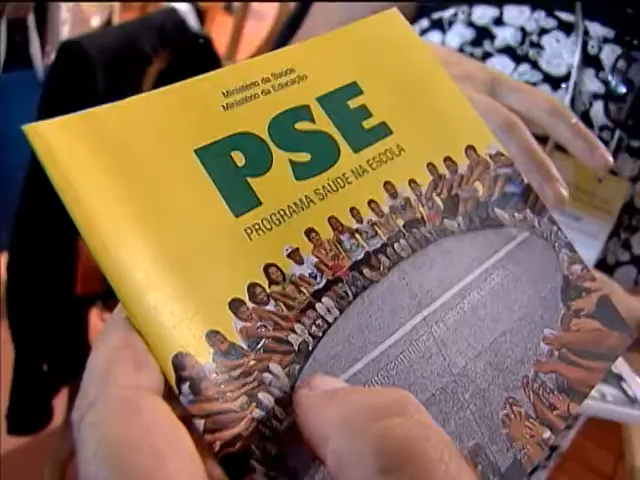 Ministério da Saúde
Ministério da Educação
PSE
PROGRAMA SAÚDE NA ESCOLA